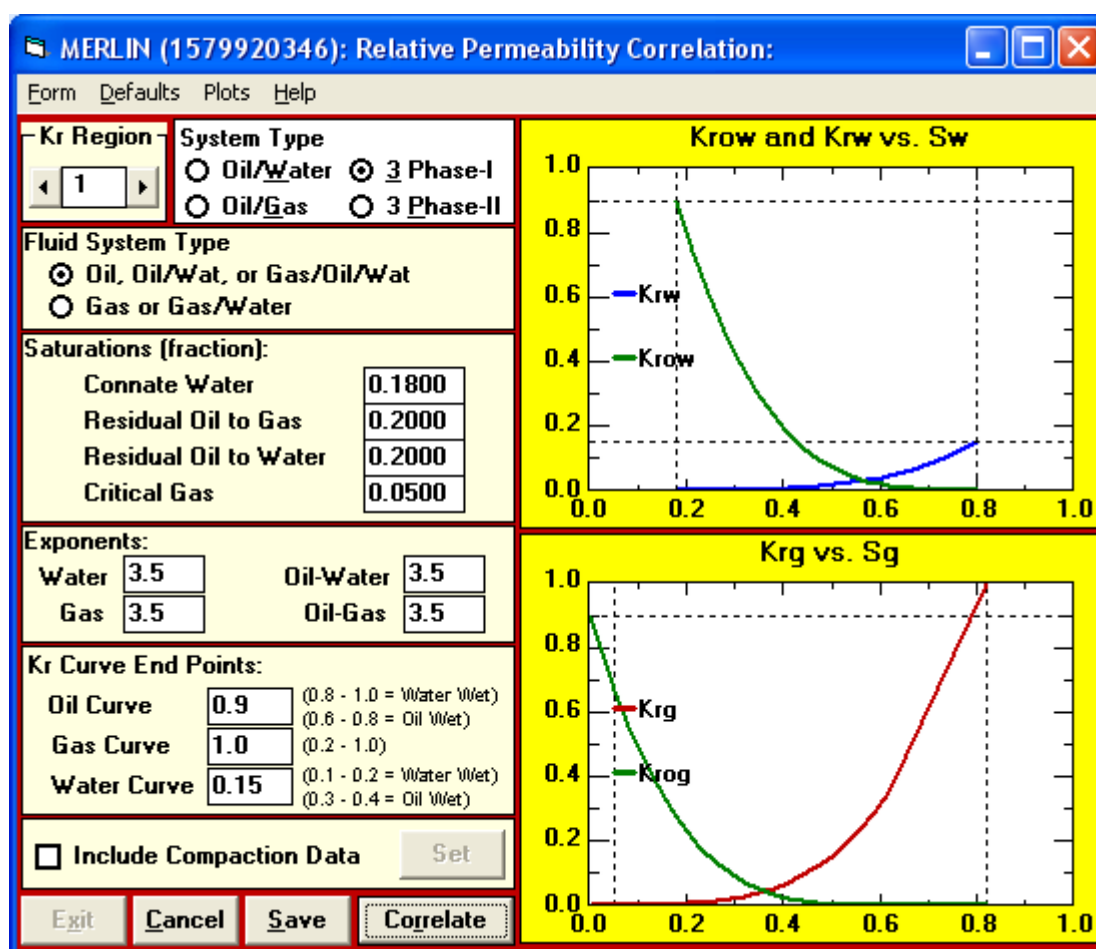 MERLIN (1579920346): Relative Permeability Correlation:
Form Defaults Plots Help
Kr Region
1
System Type
Oil/Water 3 Phase-I
Oil/Gas 3 Phase-II
Fluid System Type
Oil, Oil/Wat, or Gas/Oil/Wat
Gas or Gas/Water
Saturations (fraction):
Connate Water 0.1800
Residual Oil to Gas 0.2000
Residual Oil to Water 0.2000
Critical Gas 0.0500
Exponents:
Water 3.5 Oil-Water 3.5
Gas 3.5 Oil-Gas 3.5
Kr Curve End Points:
Oil Curve 0.9 (0.8 - 1.0 = Water Wet)
(0.6 - 0.8 = Oil Wet)
Gas Curve 1.0 (0.2 - 1.0)
Water Curve 0.15 (0.1 - 0.2 = Water Wet)
(0.3 - 0.4 = Oil Wet)
Include Compaction Data Set
Exit Cancel Save Correlate
Krow and Krw vs. Sw
1.0
0.8
0.6
Krw
0.4
Krow
0.2
0.0
0.0 0.2 0.4 0.6 0.8 1.0
Krg vs. Sg
1.0
0.8
0.6
Krg
0.4
Krog
0.2
0.0
0.0 0.2 0.4 0.6 0.8 1.0